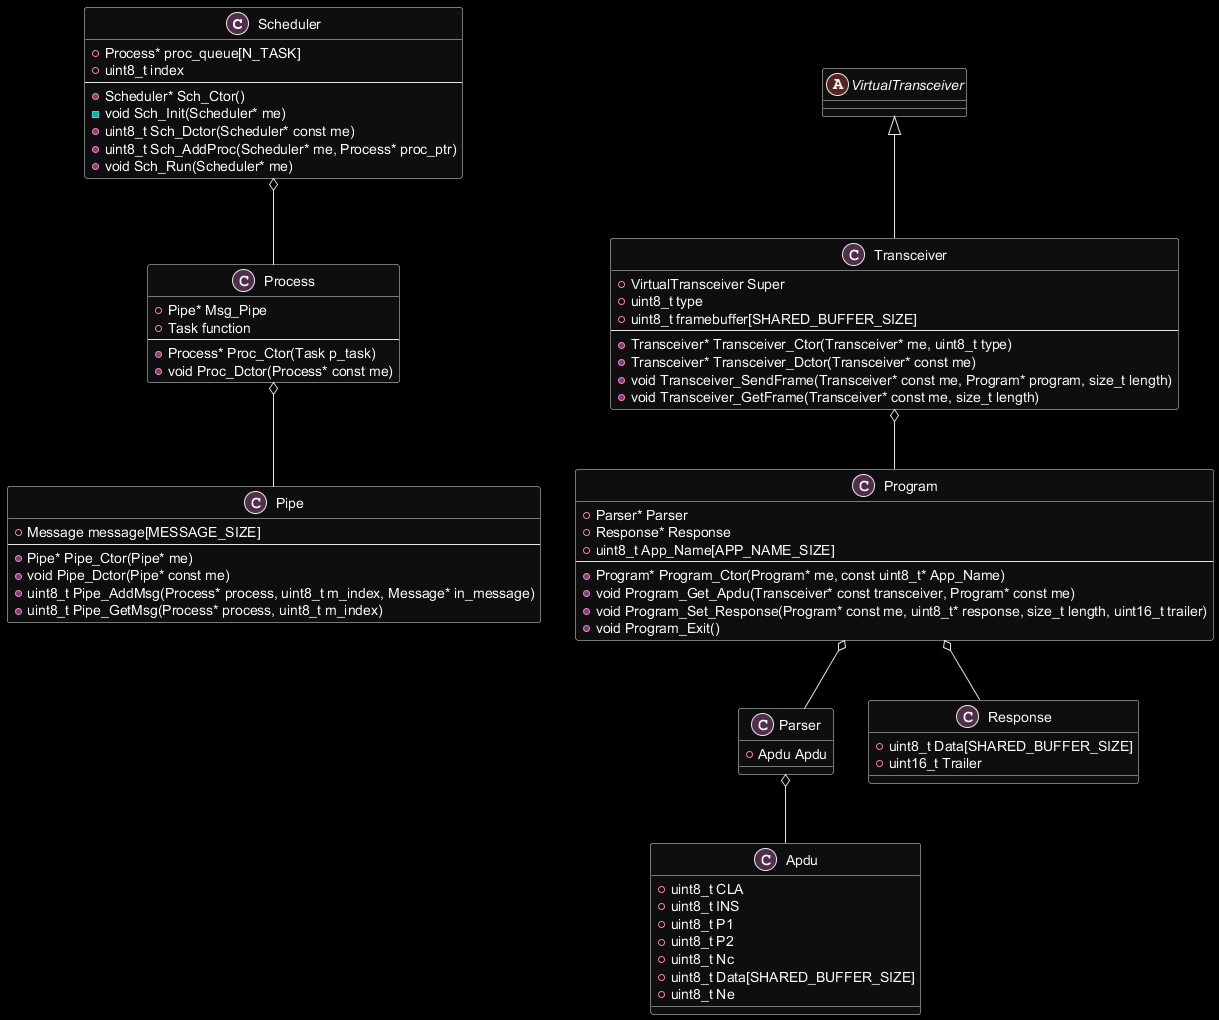 C Scheduler
Process* proc_queue[N_TASK]
uint8_t index
Scheduler* Sch_Ctor()
void Sch_Init(Scheduler* me)
uint8_t Sch_Dctor(Scheduler* const me)
uint8_t Sch_AddProc(Scheduler* me, Process* proc_ptr)
void Sch_Run(Scheduler* me)
C Process
Pipe* Msg_Pipe
Task function
Process* Proc_Ctor(Task p_task)
void Proc_Dctor(Process* const me)
C Pipe
Message message[MESSAGE_SIZE]
Pipe* Pipe_Ctor(Pipe* me)
void Pipe_Dctor(Pipe* const me)
uint8_t Pipe_AddMsg(Process* process, uint8_t m_index, Message* in_message)
uint8_t Pipe_GetMsg(Process* process, uint8_t m_index)
A VirtualTransceiver
C Transceiver
VirtualTransceiver Super
uint8_t type
uint8_t framebuffer[SHARED_BUFFER_SIZE]
Transceiver* Transceiver_Ctor(Transceiver* me, uint8_t type)
Transceiver* Transceiver_Dctor(Transceiver* const me)
void Transceiver_SendFrame(Transceiver* const me, Program* program, size_t length)
void Transceiver_GetFrame(Transceiver* const me, size_t length)
C Program
Parser* Parser
Response* Response
uint8_t App_Name[APP_NAME_SIZE]
Program* Program_Ctor(Program* me, const uint8_t* App_Name)
void Program_Get_Apdu(Transceiver* const transceiver, Program* const me)
void Program_Set_Response(Program* const me, uint8_t* response, size_t length, uint16_t trailer)
void Program_Exit()
C Parser
Apdu Apdu
C Response
uint8_t Data[SHARED_BUFFER_SIZE]
uint16_t Trailer
C Apdu
uint8_t CLA
uint8_t INS
uint8_t P1
uint8_t P2
uint8_t Nc
uint8_t Data[SHARED_BUFFER_SIZE]
uint8_t Ne